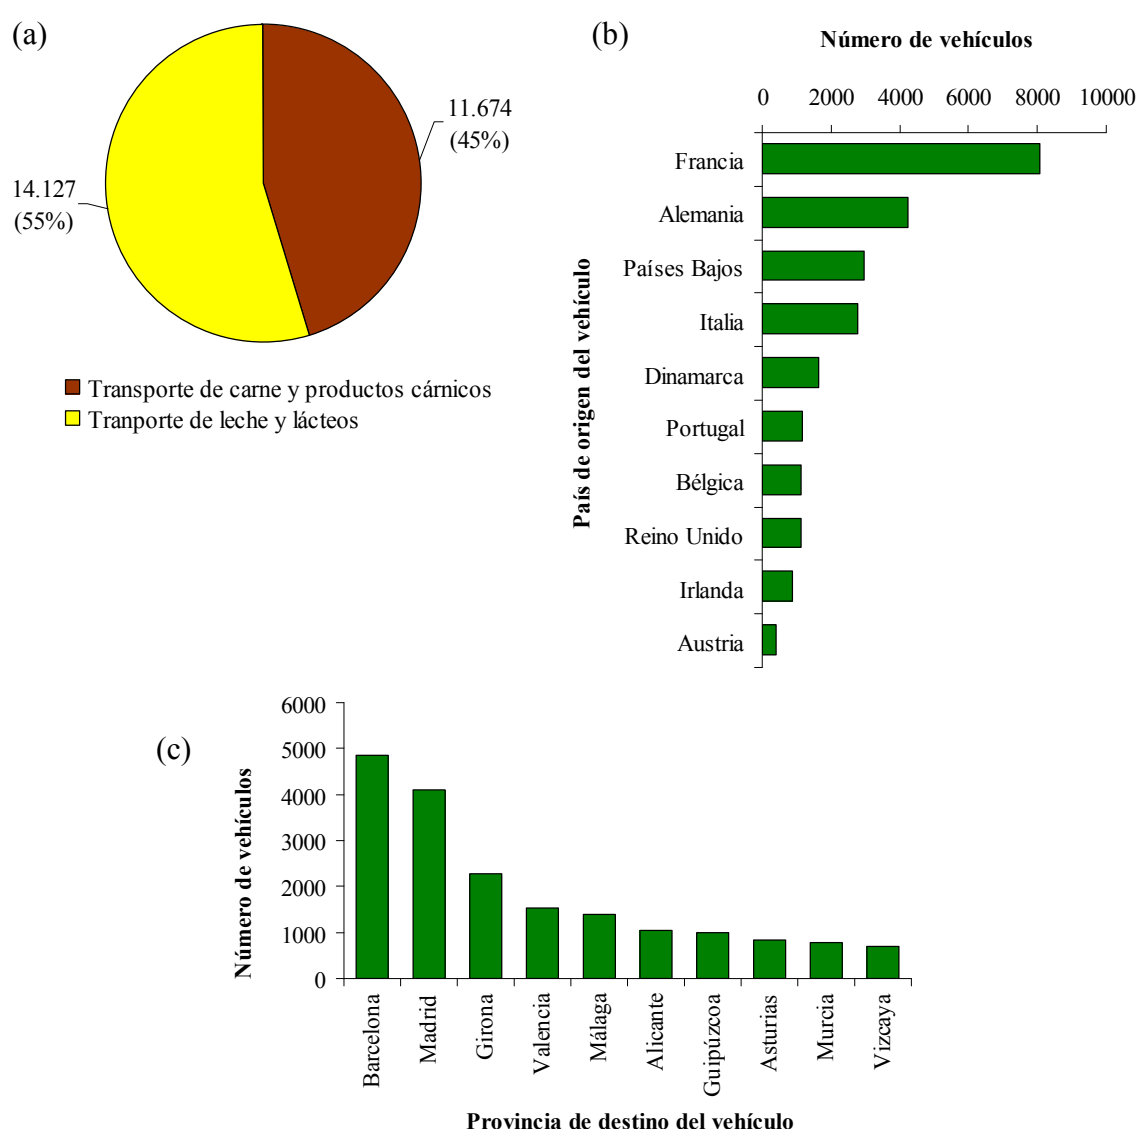 (a)
11.674
(45%)
14.127
(55%)
Transporte de carne y productos cárnicos
Tranporte de leche y lácteos
(b)
Número de vehículos
0 2000 4000 6000 8000 10000
País de origen del vehículo
Francia
Alemania
Países Bajos
Italia
Dinamarca
Portugal
Bélgica
Reino Unido
Irlanda
Austria
(c)
Número de vehículos
6000
5000
4000
3000
2000
1000
0
Barcelona
Madrid
Girona
Valencia
Málaga
Alicante
Guipúzcoa
Asturias
Murcia
Vizcaya
Provincia de destino del vehículo